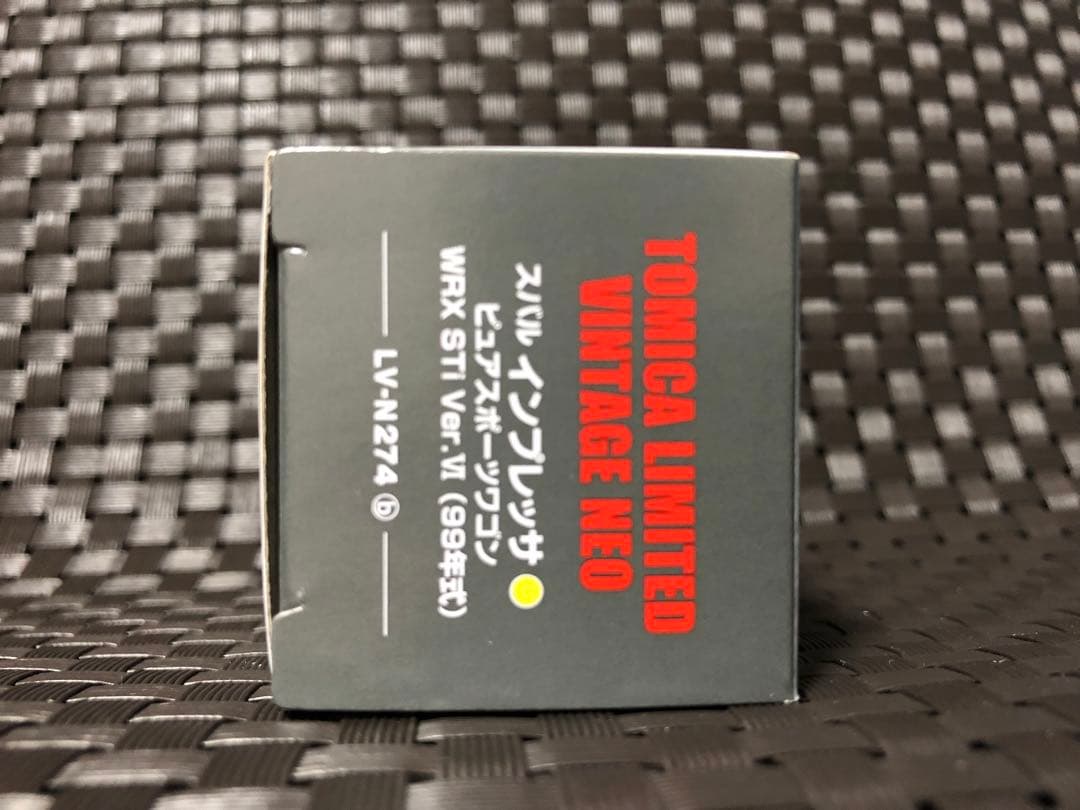 TOMICA LIMITED
VINTAGE NEO
スバル インプレッサ
ピュアスポーツワゴン
WRX STi Ver.Ⅵ (99年式)
LV-N274 ⓑ